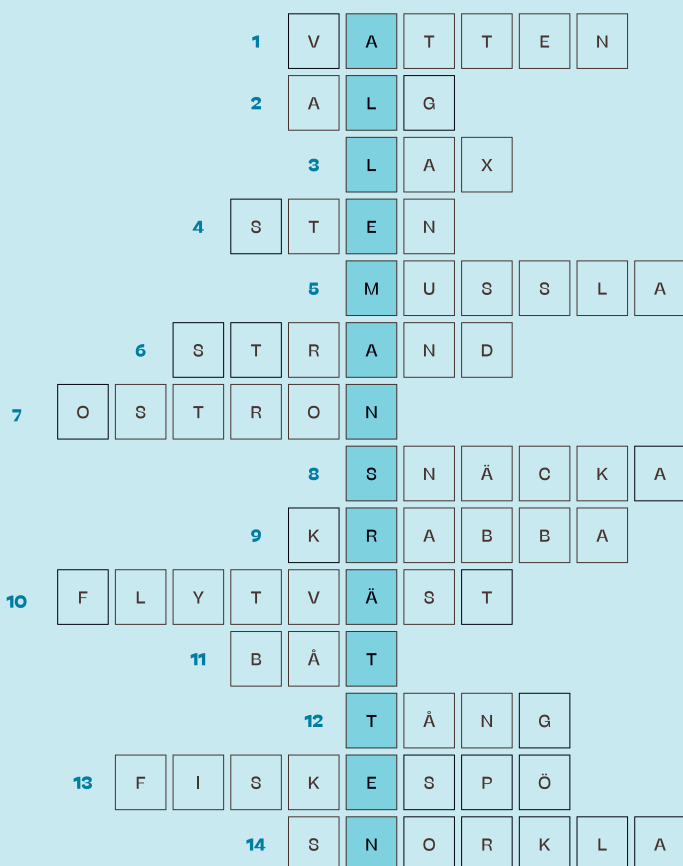 1 VATTEN
2 ALG
3 LAX
4 STEN
5 MUSSLA
6 STRAND
7 OSTRON
8 SNÄCKA
9 KRABBA
10 FLYTVÄST
11 BÅT
12 TÅNG
13 FISKESPÖ
14 SNORKLA